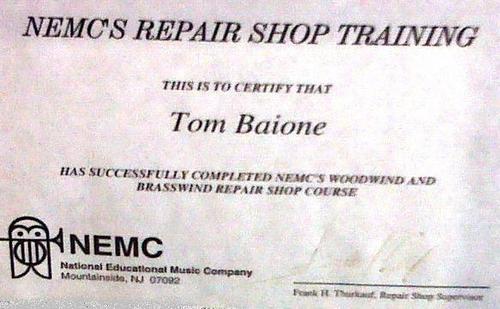 NEMC'S REPAIR SHOP TRAINING
THIS IS TO CERTIFY THAT
Tom Baione
HAS SUCCESSFULLY COMPLETED NEMC'S WOODWIND AND
BRASSWIND REPAIR SHOP COURSE
NEMC
National Educational Music Company
Mountainside, NJ 07092
Frank H. Thurkauf, Repair Shop Supervisor